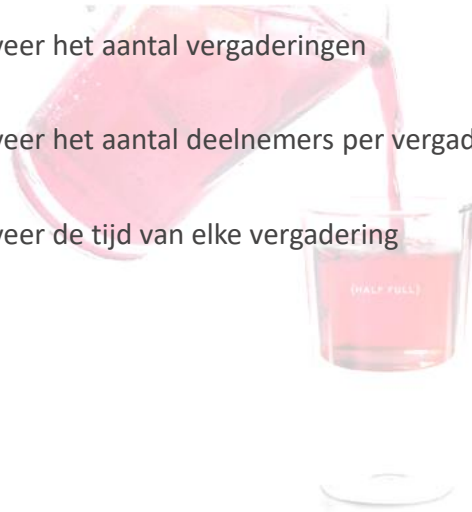 veer het aantal vergaderingen
veer het aantal deelnemers per vergad
veer de tijd van elke vergadering
{HALF FULL}